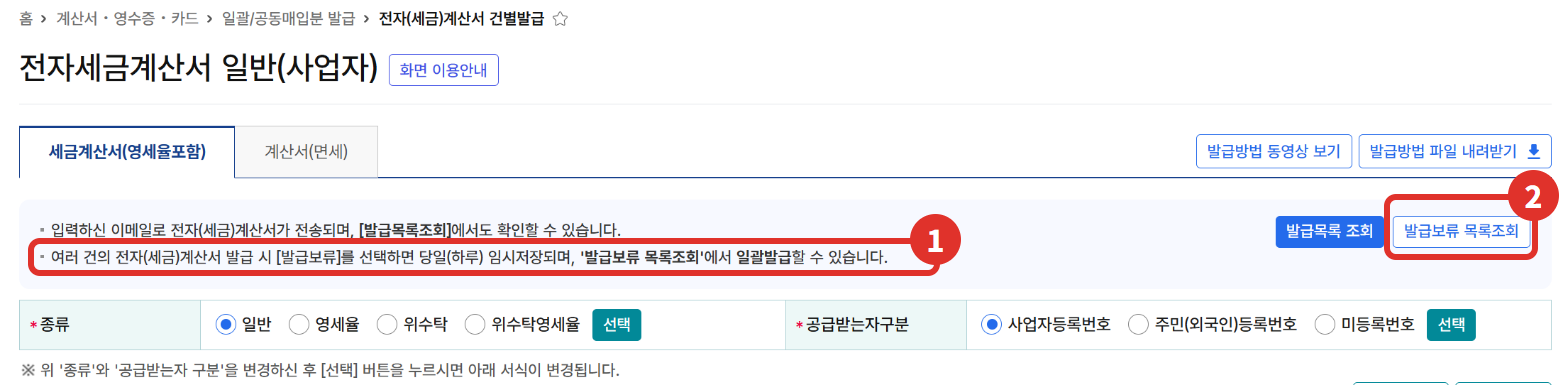 홈 > 계산서·영수증·카드 > 일괄/공동매입분 발급 > 전자(세금)계산서 건별발급 ☆
전자세금계산서 일반(사업자) 화면 이용안내
세금계산서(영세율포함) 계산서(면세) 발급방법 동영상 보기 발급방법 파일 내려받기
2
입력하신 이메일로 전자(세금)계산서가 전송되며, [발급목록조회]에서도 확인할 수 있습니다.
발급목록 조회 발급보류 목록조회
1
여러 건의 전자(세금)계산서 발급 시 [발급보류]를 선택하면 당일(하루) 임시저장되며, '발급보류 목록조회'에서 일괄발급할 수 있습니다.
*종류 일반 영세율 위수탁 위수탁영세율 선택 *공급받는자구분 사업자등록번호 주민(외국인)등록번호 미등록번호 선택
※ 위 '종류'와 '공급받는자 구분'을 변경하신 후 [선택] 버튼을 누르시면 아래 서식이 변경됩니다.